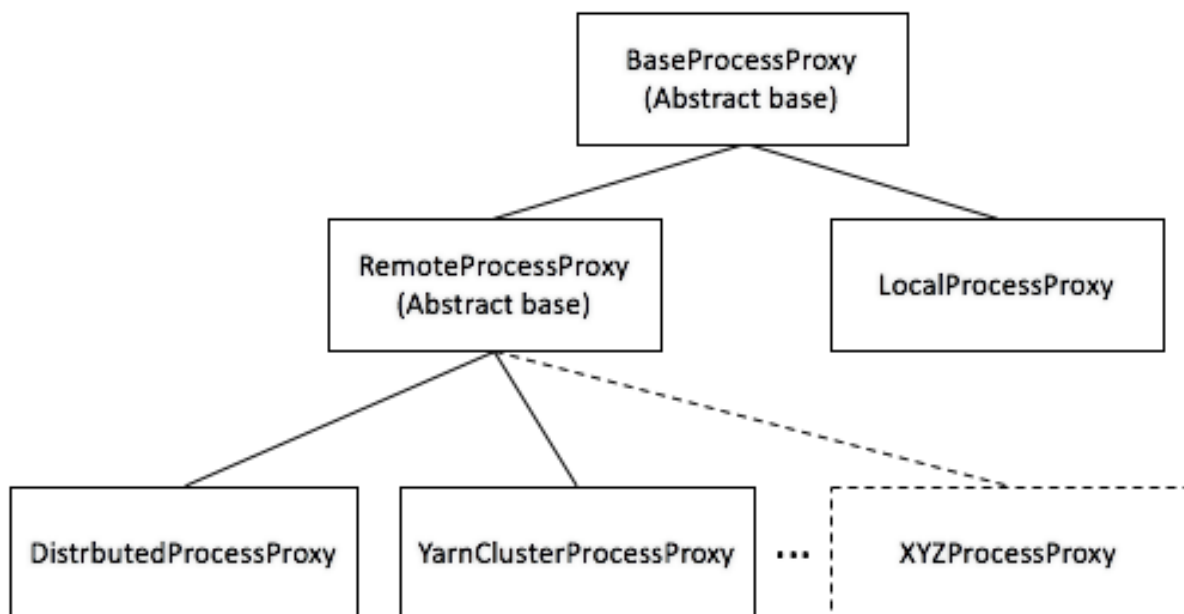 BaseProcessProxy
(Abstract base)
RemoteProcessProxy
(Abstract base)
LocalProcessProxy
DistrbutedProcessProxy
YarnClusterProcessProxy
...
XYZProcessProxy